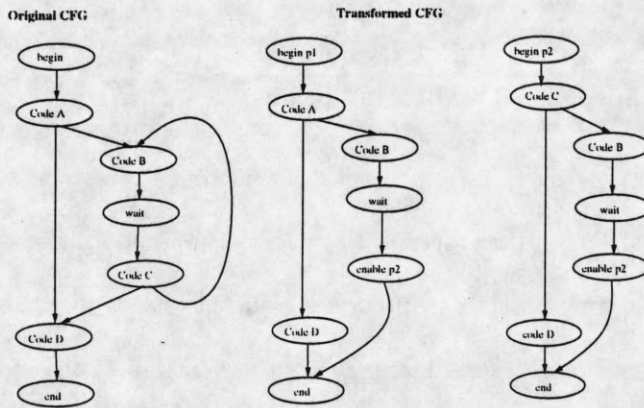 Original CFG
begin
Code A
Code B
wait
Code C
Code D
end
Transformed CFG
begin p1
Code A
Code B
wait
enable p2
Code D
end
begin p2
Code C
Code B
wait
enable p2
code D
end